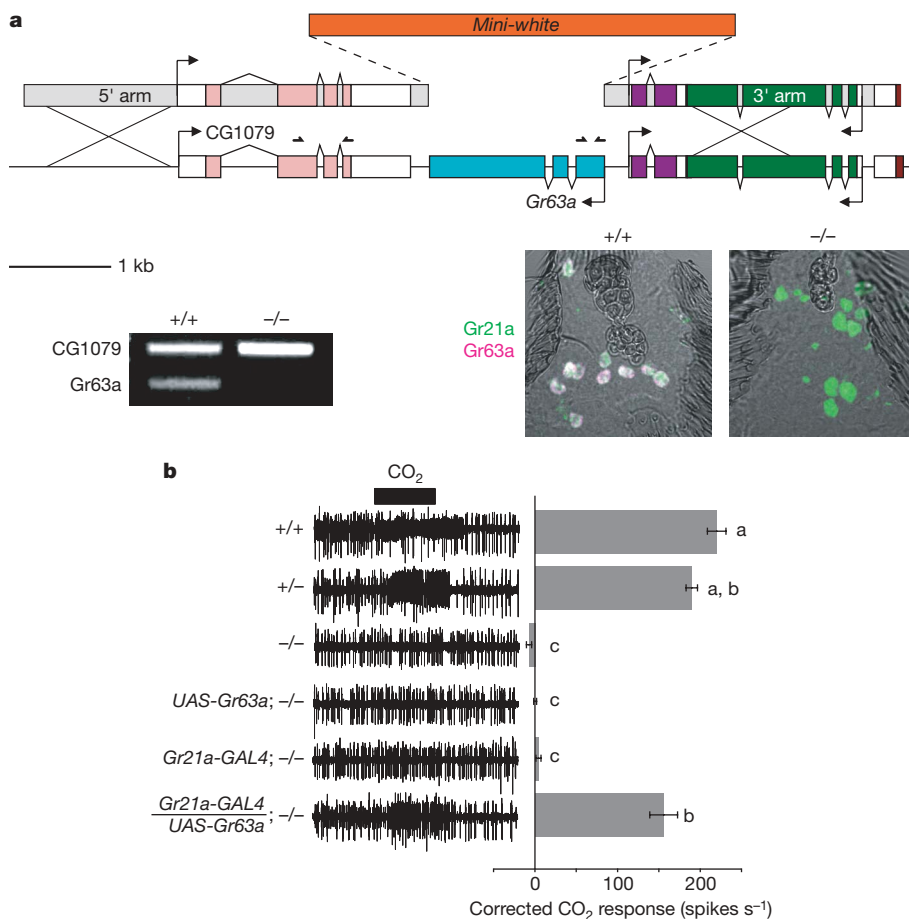 a
Mini-white
5' arm
3' arm
CG1079
Gr63a
1 kb
+/+ –/–
CG1079
Gr63a
+/+ –/–
Gr21a
Gr63a
b
CO₂
+/+
a
+/–
a, b
–/–
c
UAS-Gr63a; –/–
c
Gr21a-GAL4; –/–
c
Gr21a-GAL4
UAS-Gr63a
; –/–
b
0 100 200
Corrected CO₂ response (spikes s⁻¹)